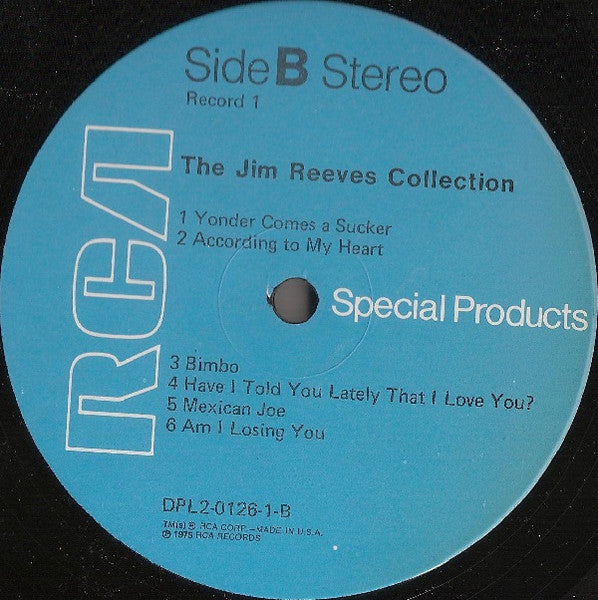 Side B Stereo
Record 1
RCA
The Jim Reeves Collection
1 Yonder Comes a Sucker
2 According to My Heart
Special Products
3 Bimbo
4 Have I Told You Lately That I Love You?
5 Mexican Joe
6 Am I Losing You
DPL2-0126-1-B
TM(s) ® RCA CORP.—MADE IN U.S.A.
℗ 1975 RCA RECORDS